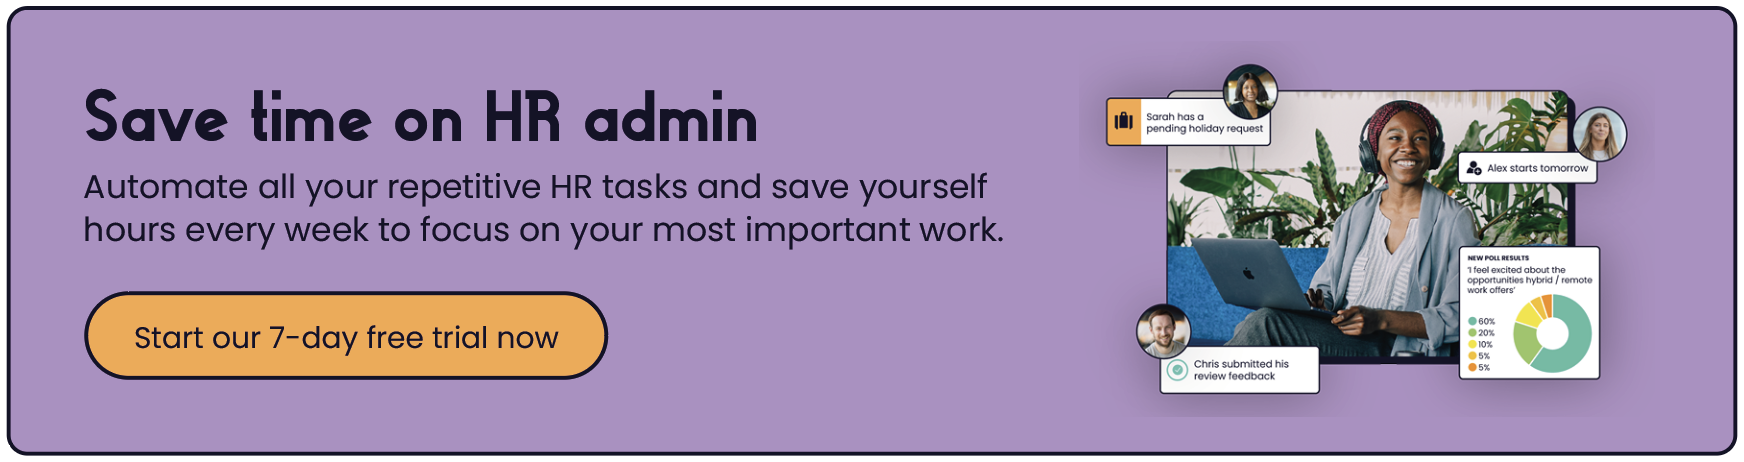 Save time on HR admin
Automate all your repetitive HR tasks and save yourself
hours every week to focus on your most important work.
Start our 7-day free trial now
Sarah has a
pending holiday request
Alex starts tomorrow
NEW POLL RESULTS
'I feel excited about the
opportunities hybrid / remote
work offers'
60%
20%
10%
5%
5%
Chris submitted his
review feedback